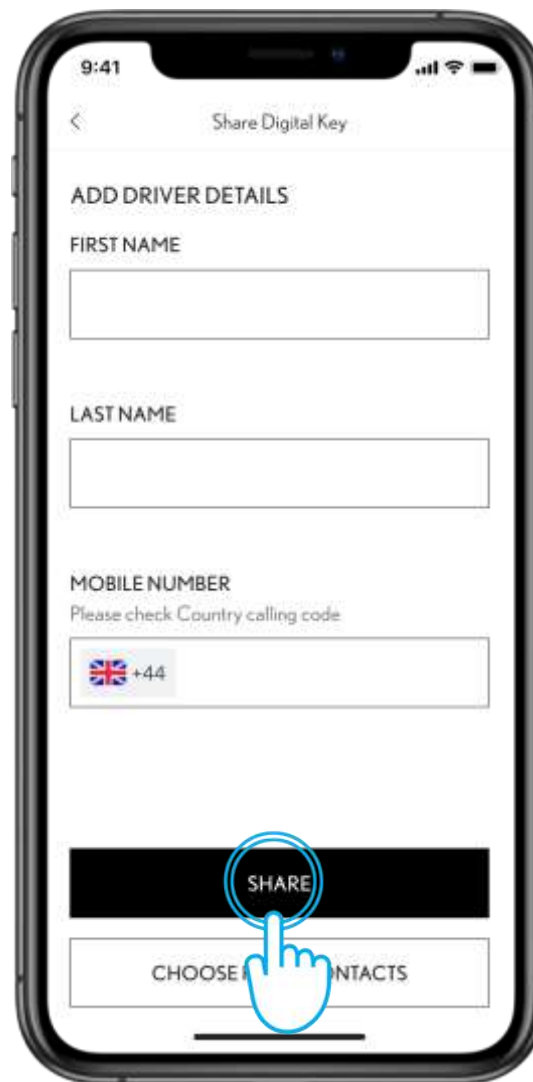 9:41
Share Digital Key
ADD DRIVER DETAILS
FIRST NAME
LAST NAME
MOBILE NUMBER
Please check Country calling code
+44
SHARE
CHOOSE